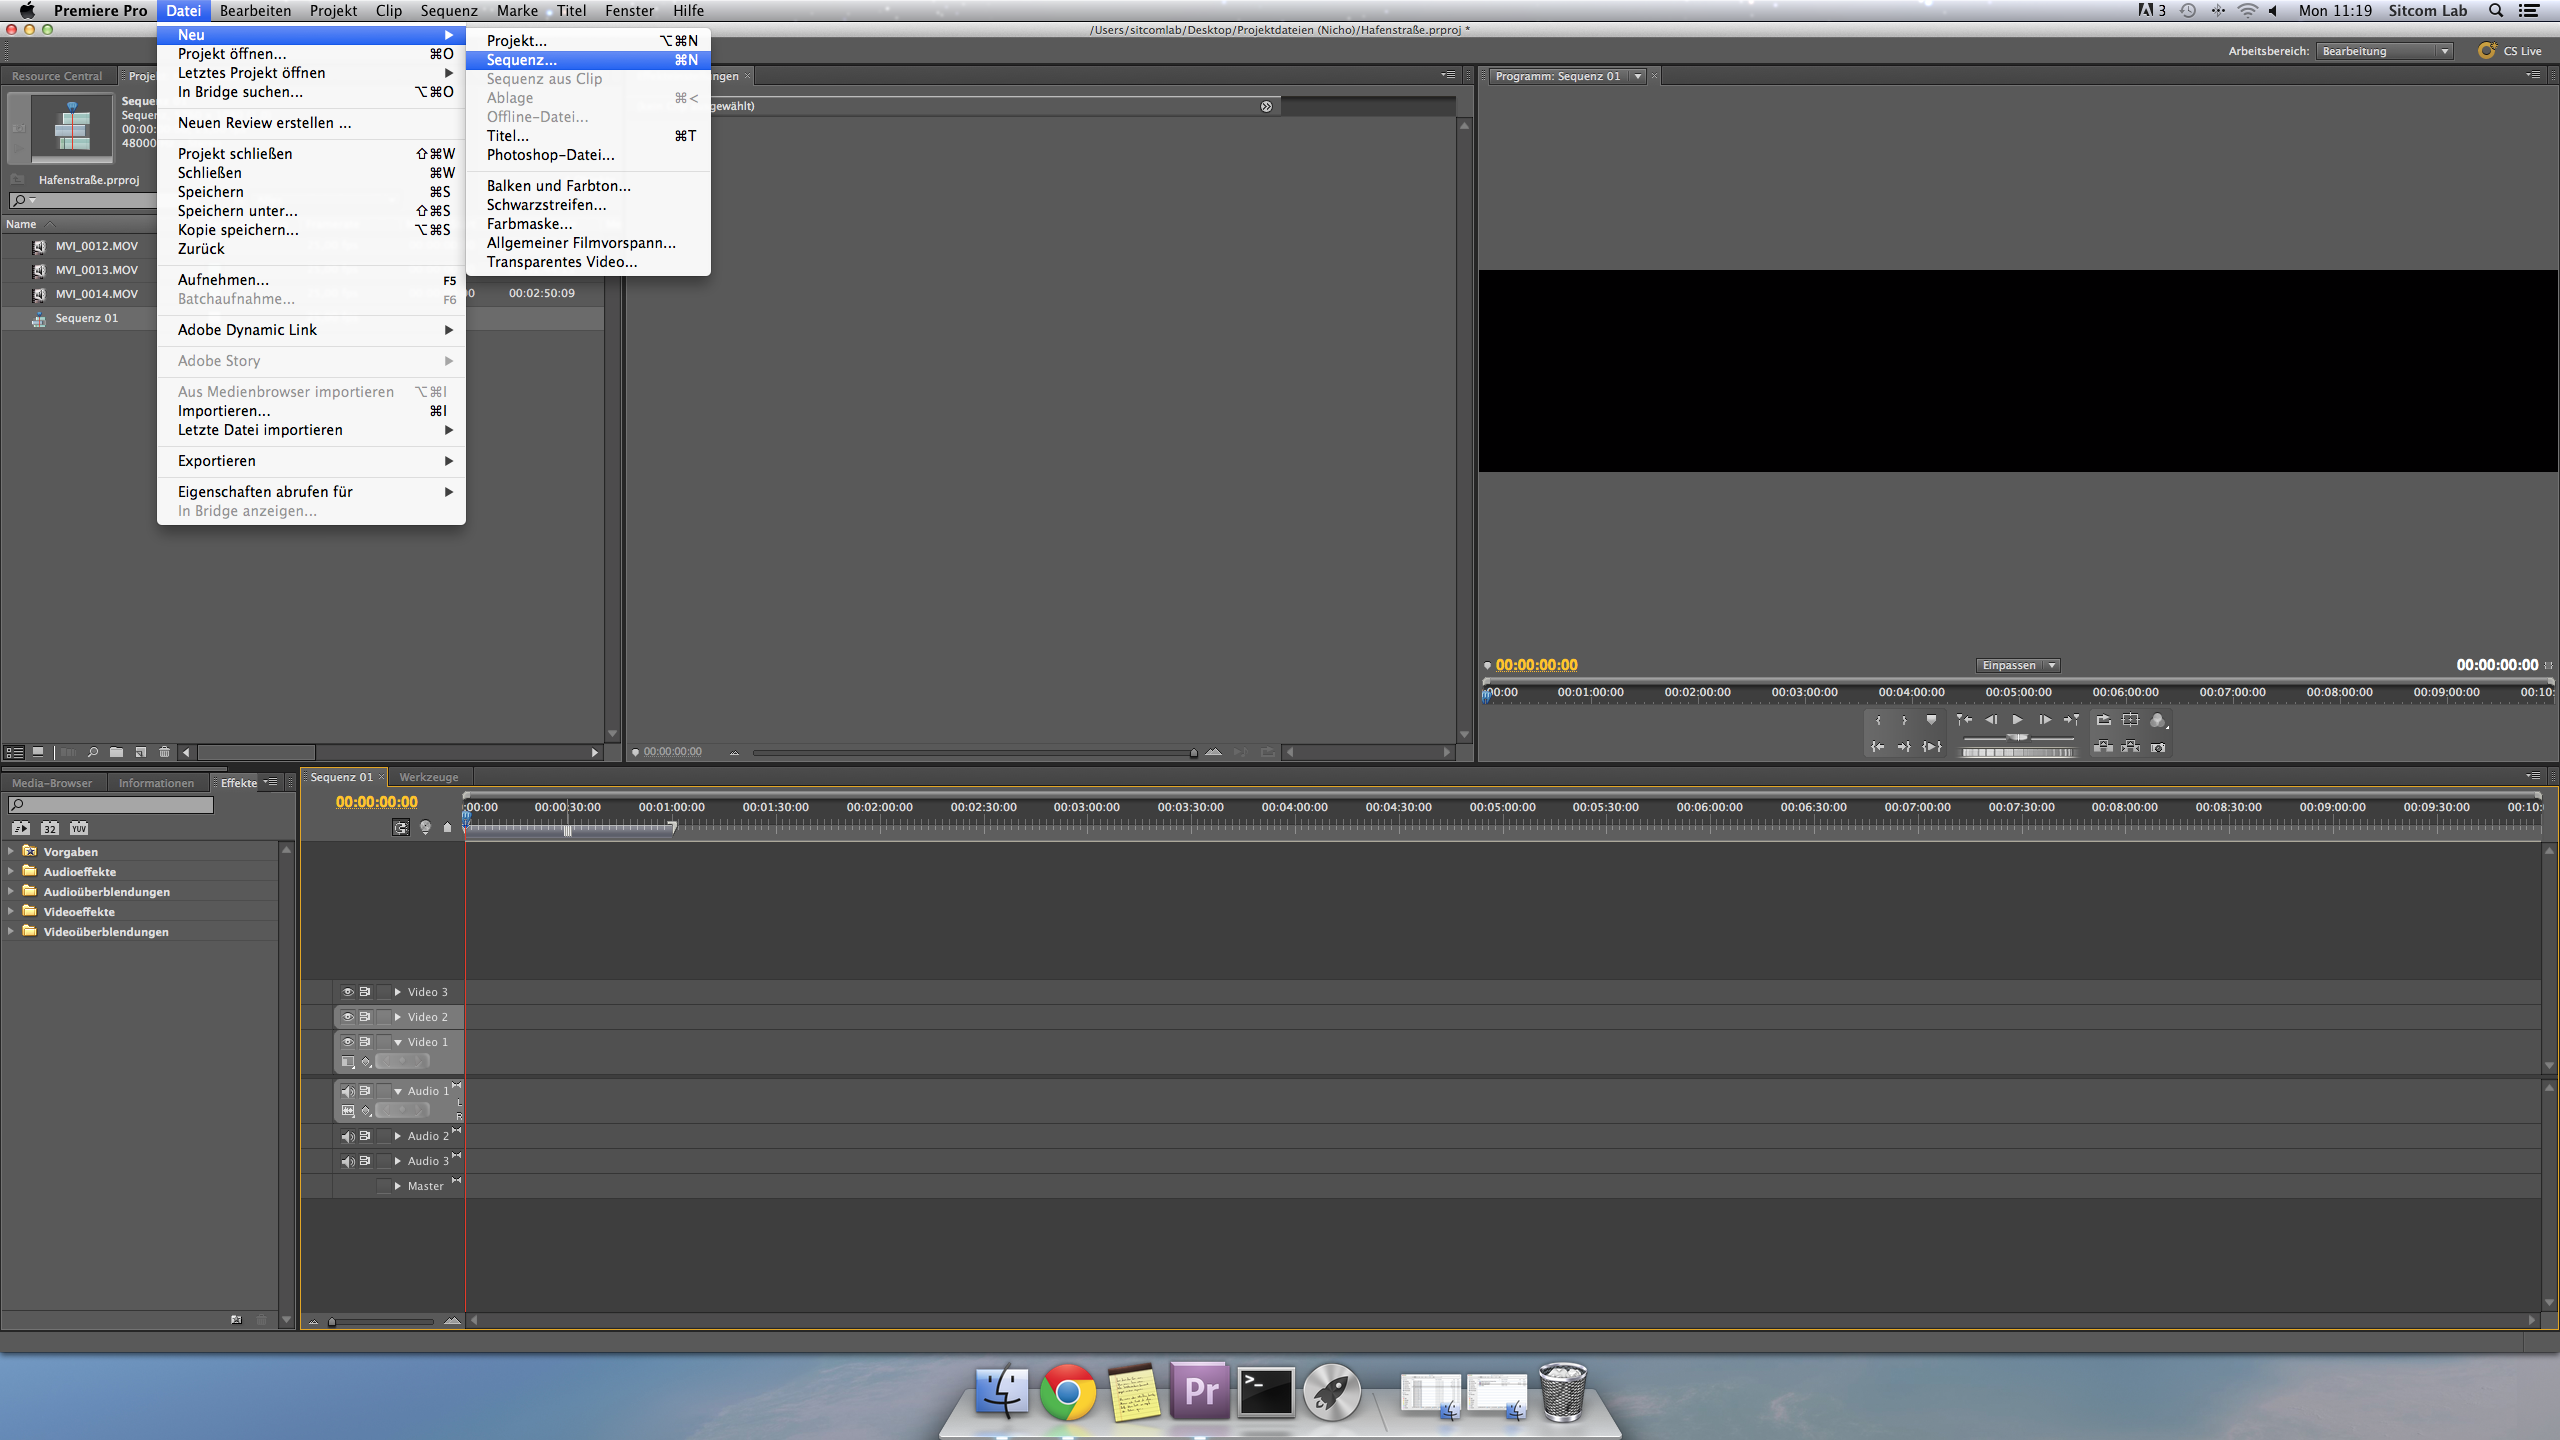 Premiere Pro Datei Bearbeiten Projekt Clip Sequenz Marke Titel Fenster Hilfe 3 Mon 11:19 Sitcom Lab
/Users/sitcomlab/Desktop/Projektdateien (Nicho)/Hafenstraße.prproj *
Arbeitsbereich: Bearbeitung CS Live
Neu
Projekt öffnen... ⌘O
Letztes Projekt öffnen
In Bridge suchen... ⌥⌘O
Neuen Review erstellen ...
Projekt schließen ⇧⌘W
Schließen ⌘W
Speichern ⌘S
Speichern unter... ⇧⌘S
Kopie speichern... ⌥⌘S
Zurück
Aufnehmen... F5
Batchaufnahme... F6
Adobe Dynamic Link
Adobe Story
Aus Medienbrowser importieren ⌥⌘I
Importieren... ⌘I
Letzte Datei importieren
Exportieren
Eigenschaften abrufen für
In Bridge anzeigen...
Projekt... ⌥⌘N
Sequenz... ⌘N
Sequenz aus Clip
Ablage ⌘<
Offline-Datei...
Titel... ⌘T
Photoshop-Datei...
Balken und Farbton...
Schwarzstreifen...
Farbmaske...
Allgemeiner Filmvorspann...
Transparentes Video...
Resource Central Proje
Seque
Sequen
00:00:
48000
Hafenstraße.prproj
Name
MVI_0012.MOV
MVI_0013.MOV
MVI_0014.MOV 00 00:02:50:09
Sequenz 01
ngen
gewählt)
00:00:00:00
Programm: Sequenz 01
00:00:00:00 Einpassen 00:00:00:00
00:00 00:01:00:00 00:02:00:00 00:03:00:00 00:04:00:00 00:05:00:00 00:06:00:00 00:07:00:00 00:08:00:00 00:09:00:00 00:10:
Media-Browser Informationen Effekte
32 YUV
Vorgaben
Audioeffekte
Audioüberblendungen
Videoeffekte
Videoüberblendungen
Sequenz 01 Werkzeuge
00:00:00:00 :00:00 00:00:30:00 00:01:00:00 00:01:30:00 00:02:00:00 00:02:30:00 00:03:00:00 00:03:30:00 00:04:00:00 00:04:30:00 00:05:00:00 00:05:30:00 00:06:00:00 00:06:30:00 00:07:00:00 00:07:30:00 00:08:00:00 00:08:30:00 00:09:00:00 00:09:30:00 00:10:
Video 3
Video 2
Video 1
Audio 1
L
R
Audio 2
Audio 3
Master
Pr